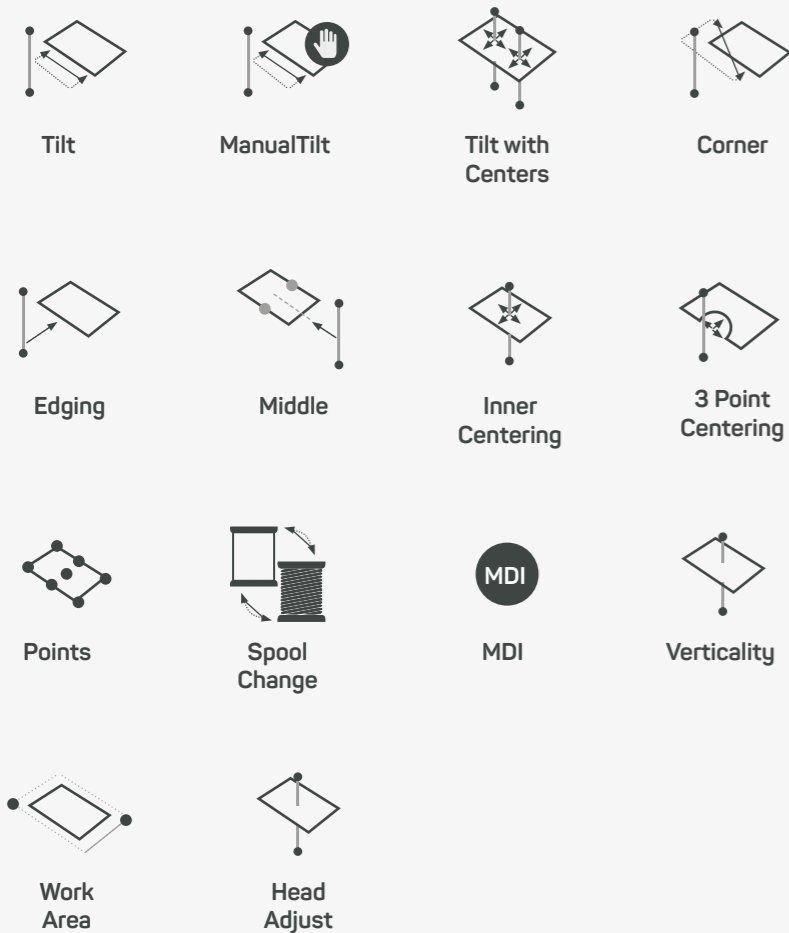 Tilt
ManualTilt
Tilt with
Centers
Corner
Edging
Middle
Inner
Centering
3 Point
Centering
Points
Spool
Change
MDI
MDI
Verticality
Work
Area
Head
Adjust